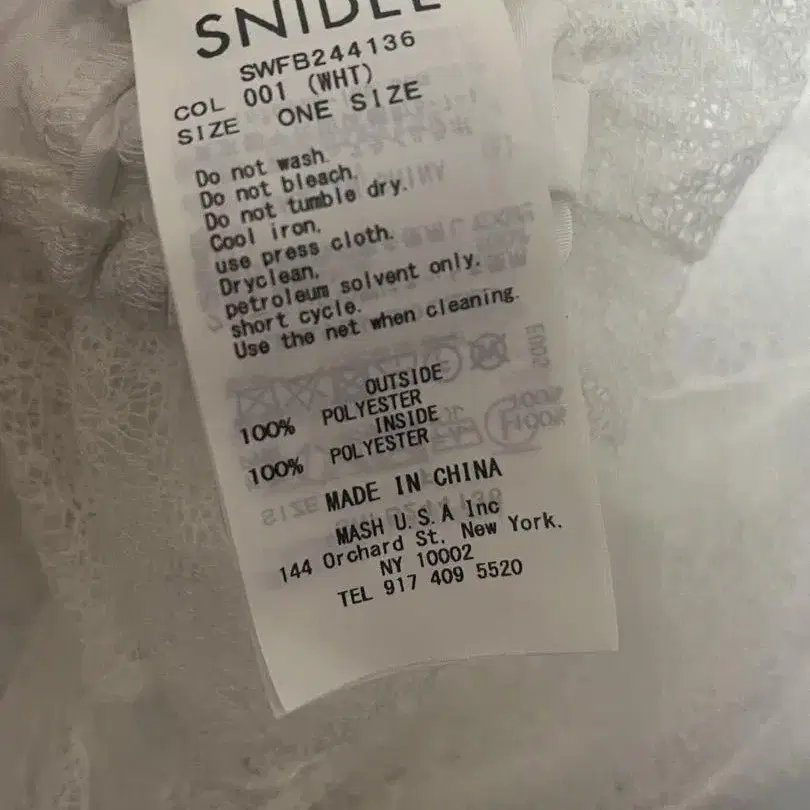 SNIDEL
SWFB244136
COL 001 (WHT)
SIZE ONE SIZE
Do not wash.
Do not bleach.
Do not tumble dry.
Cool iron.
use press cloth.
Dryclean.
petroleum solvent only.
short cycle.
Use the net when cleaning.
OUTSIDE
100% POLYESTER
INSIDE
100% POLYESTER
MADE IN CHINA
MASH U.S.A Inc
144 Orchard St. New York.
NY 10002
TEL 917 409 5520